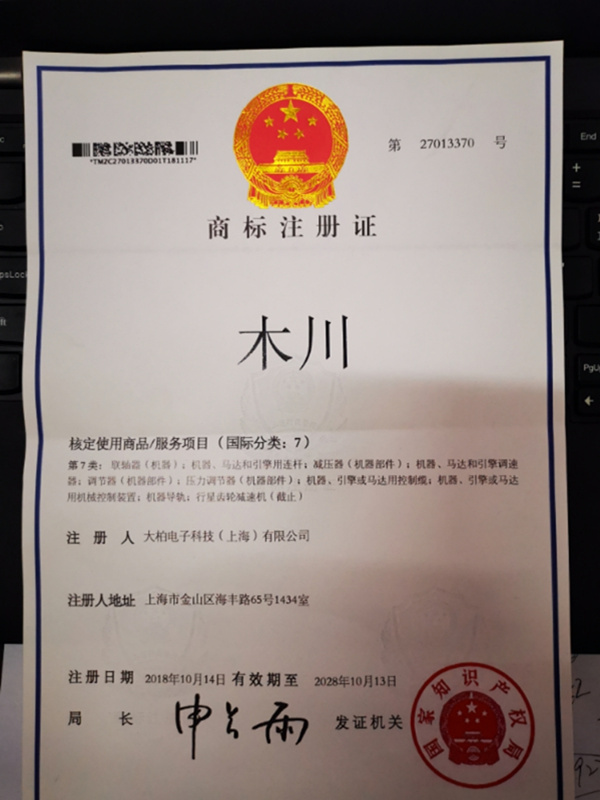 *TM2C27013370D01T181117*
第 27013370 号
商标注册证
木川
核定使用商品/服务项目（国际分类：7）
第7类：联轴器（机器）；机器、马达和引擎用连杆；减压器（机器部件）；机器、马达和引擎调速
器；调节器（机器部件）；压力调节器（机器部件）；机器、引擎或马达用控制缆；机器、引擎或马达
用机械控制装置；机器导轨；行星齿轮减速机（截止）
注册人 大柏电子科技（上海）有限公司
注册人地址 上海市金山区海丰路65号1434室
注册日期 2018年10月14日 有效期至 2028年10月13日
局长 申长雨 发证机关
国家知识产权局
End
PgUp